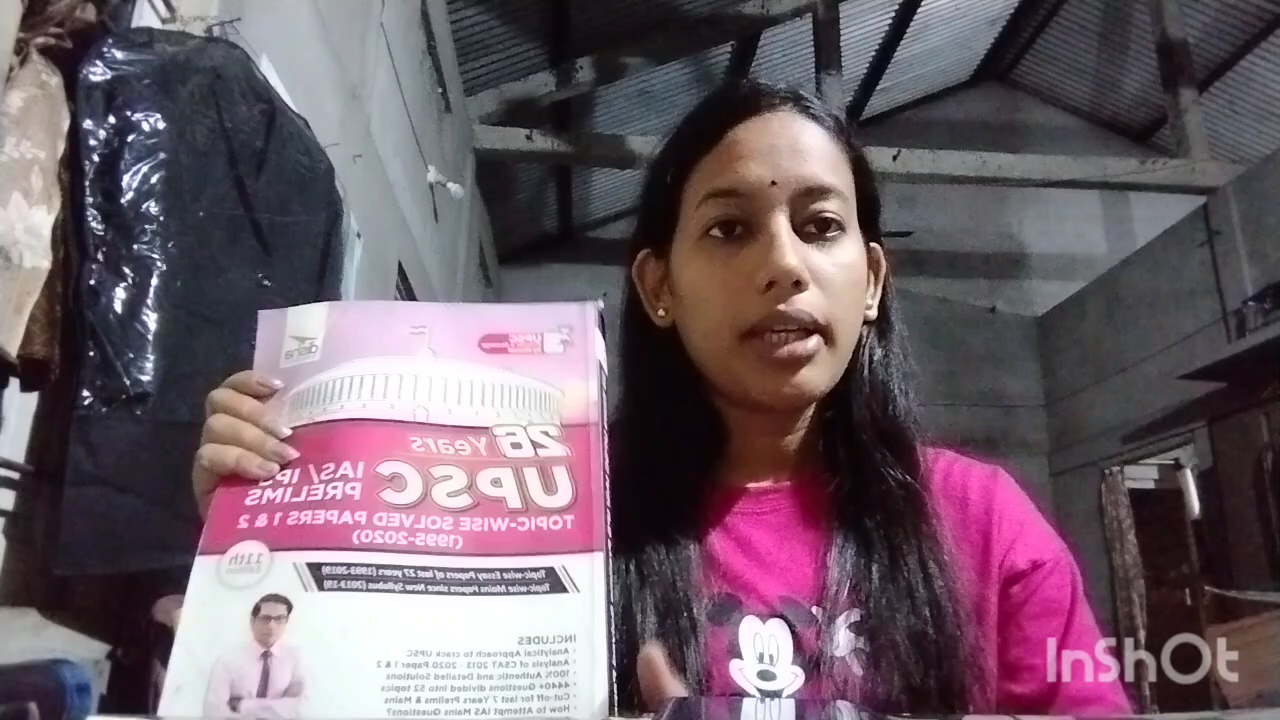 disha
UPSC
26 Years
UPSC IAS/ IPS
PRELIMS
TOPIC-WISE SOLVED PAPERS 1 & 2
(1995-2020)
11th
Edition
Topic-wise Essay Papers of last 27 years (1993-2019)
Topic-wise Mains Papers since New Syllabus (2013-19)
INCLUDES
• Analytical Approach to crack UPSC
• Analysis of CSAT 2013 - 2020 Paper 1 & 2
• 100% Authentic and Detailed Solutions
• 4440+ Questions divided into 52 topics
• Cut-off for last 7 Years Prelims & Mains
• How to Attempt IAS Mains Questions?
InShOt